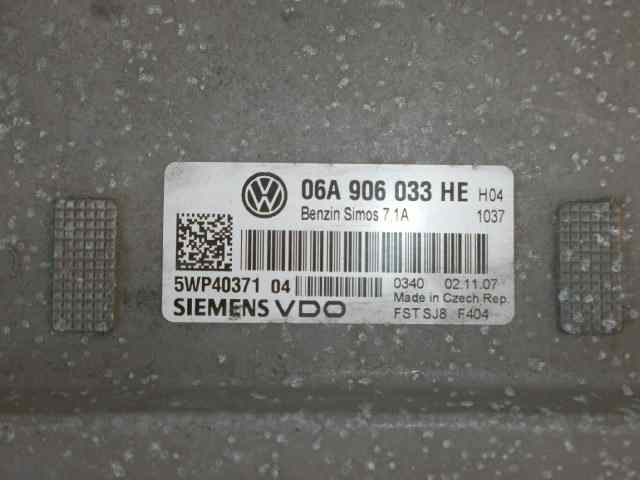 06A 906 033 HE H04
Benzin Simos 7.1A 1037
5WP40371 04 0340 02.11.07
Made in Czech Rep.
SIEMENS VDO FST SJ8 F404